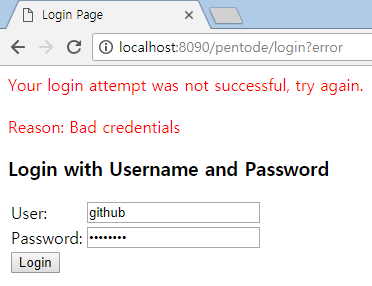 Login Page
localhost:8090/pentode/login?error
Your login attempt was not successful, try again.
Reason: Bad credentials
Login with Username and Password
User: github
Password: ••••••••
Login